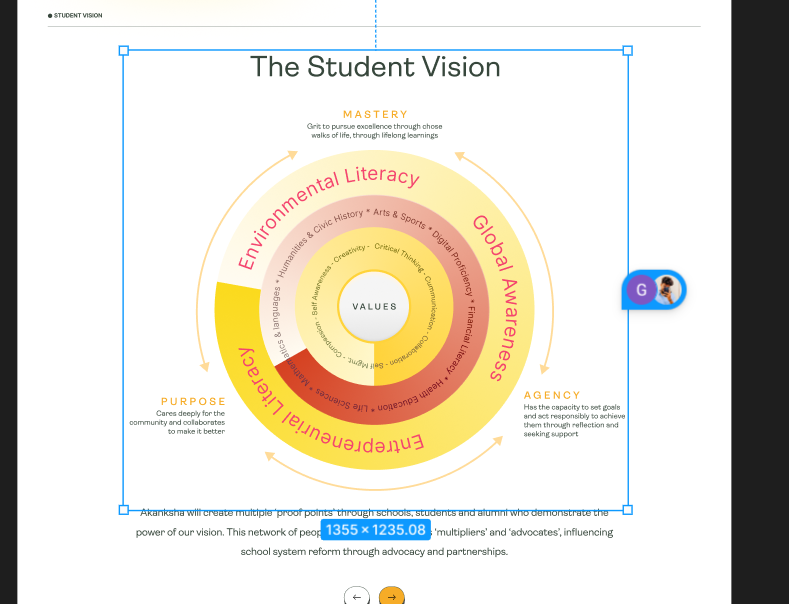 STUDENT VISION
The Student Vision
MASTERY
Grit to pursue excellence through chose
walks of life, through lifelong learnings
Environmental Literacy
Global Awareness
Entrepreneurial Literacy
Humanities & Civic History * Arts & Sports * Digital Proficiency * Financial Literacy * Health Education * Life Sciences * Mathematics & languages *
Critical Thinking - Cummunication - Collaboration - Self Mgmt. - Compassion - Self Awareness - Creativity -
VALUES
G
PURPOSE
Cares deeply for the
community and collaborates
to make it better
AGENCY
Has the capacity to set goals
and act responsibly to achieve
them through reflection and
seeking support
Akanksha will create multiple ‘proof points’ through schools, students and alumni who demonstrate the
power of our vision. This network of ‘multipliers’ and ‘advocates’, influencing
1355 × 1235.08
school system reform through advocacy and partnerships.